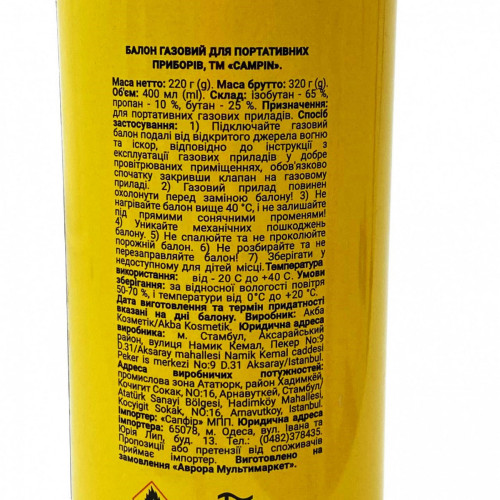 БАЛОН ГАЗОВИЙ ДЛЯ ПОРТАТИВНИХ
ПРИБОРІВ, ТМ «CAMPIN».
Маса нетто: 220 г (g). Маса брутто: 320 г (g).
Об'єм: 400 мл (ml). Склад: ізобутан - 65 %,
пропан - 10 %, бутан - 25 %. Призначення:
для портативних газових приладів. Спосіб
застосування: 1) Підключайте газовий
балон подалі від відкритого джерела вогню
та іскор, відповідно до інструкції з
експлуатації газових приладів у добре
провітрюваних приміщеннях, обов'язково
спочатку закривши клапан на газовому
приладі. 2) Газовий прилад повинен
охолонути перед заміною балону! 3) Не
нагрівайте балон вище 40 °C, і не залишайте
під прямими сонячними променями!
4) Уникайте механічних пошкоджень
балону. 5) Не спалюйте та не проколюйте
порожній балон. 6) Не розбирайте та не
перезаправляйте балон! 7) Зберігати у
недоступному для дітей місці. Температура
використання: від - 20 С до +40 С. Умови
зберігання: за відносної вологості повітря
50-70 %, і температури від 0°С до +20 °С.
Дата виготовлення та термін придатності
вказані на дні балону. Виробник: Акба
Козметік/Akba Kosmetik. Юридична адреса
виробника: м. Стамбул, Аксарайський
район, вулиця Намик Кемал, Пекер No:9
D.31/Aksaray mahallesi Namik Kemal caddesi
Peker is merkezi No:9 D.31 Aksaray/Istanbul.
Адреса виробничих потужностей:
промислова зона Ататюрк, район Хадимкей,
Кочигит Сокак, NO:16, Арнавуткей, Стамбул/
Atatürk Sanayi Bölgesi, Hadimköy Mahallesi,
Kocyigit Sokak, NO:16, Arnavutkoy, Istanbul.
Імпортер: «Сапфір» МПП. Юридична адреса
імпортера: 65078, м. Одеса, вул. Івана та
Юрія Лип, буд. 13. Тел.: (0482)378435.
Пропозиції або претензії від споживачів
приймає імпортер. Виготовлено на
замовлення «Аврора Мультимаркет».